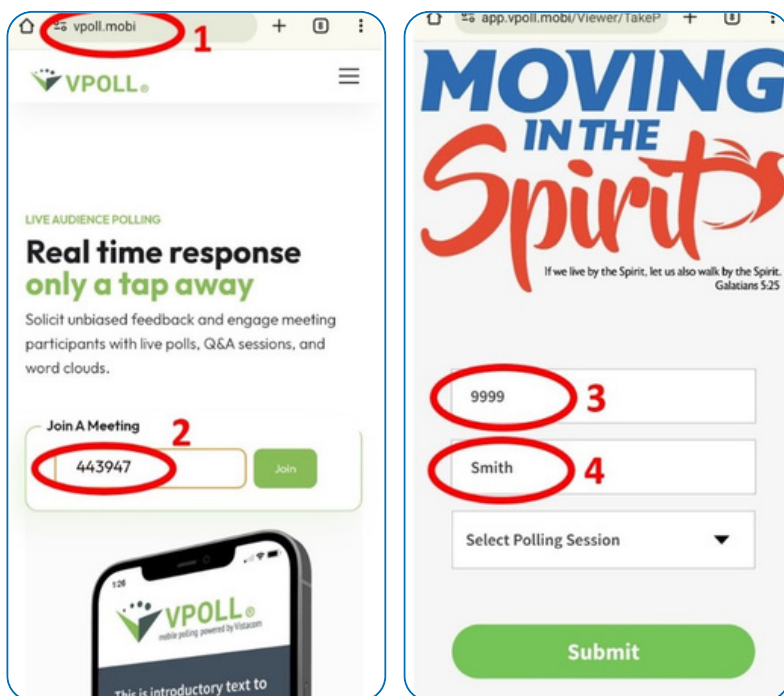 vpoll.mobi
1
8
VPOLL®
LIVE AUDIENCE POLLING
Real time response
only a tap away
Solicit unbiased feedback and engage meeting
participants with live polls, Q&A sessions, and
word clouds.
Join A Meeting
2
443947
Join
1:26
VPOLL®
mobile polling powered by Vistacom
This is introductory text to
app.vpoll.mobi/Viewer/TakeP
8
MOVING
IN THE
Spirit
If we live by the Spirit, let us also walk by the Spirit.
Galatians 5:25
9999
3
Smith
4
Select Polling Session
Submit